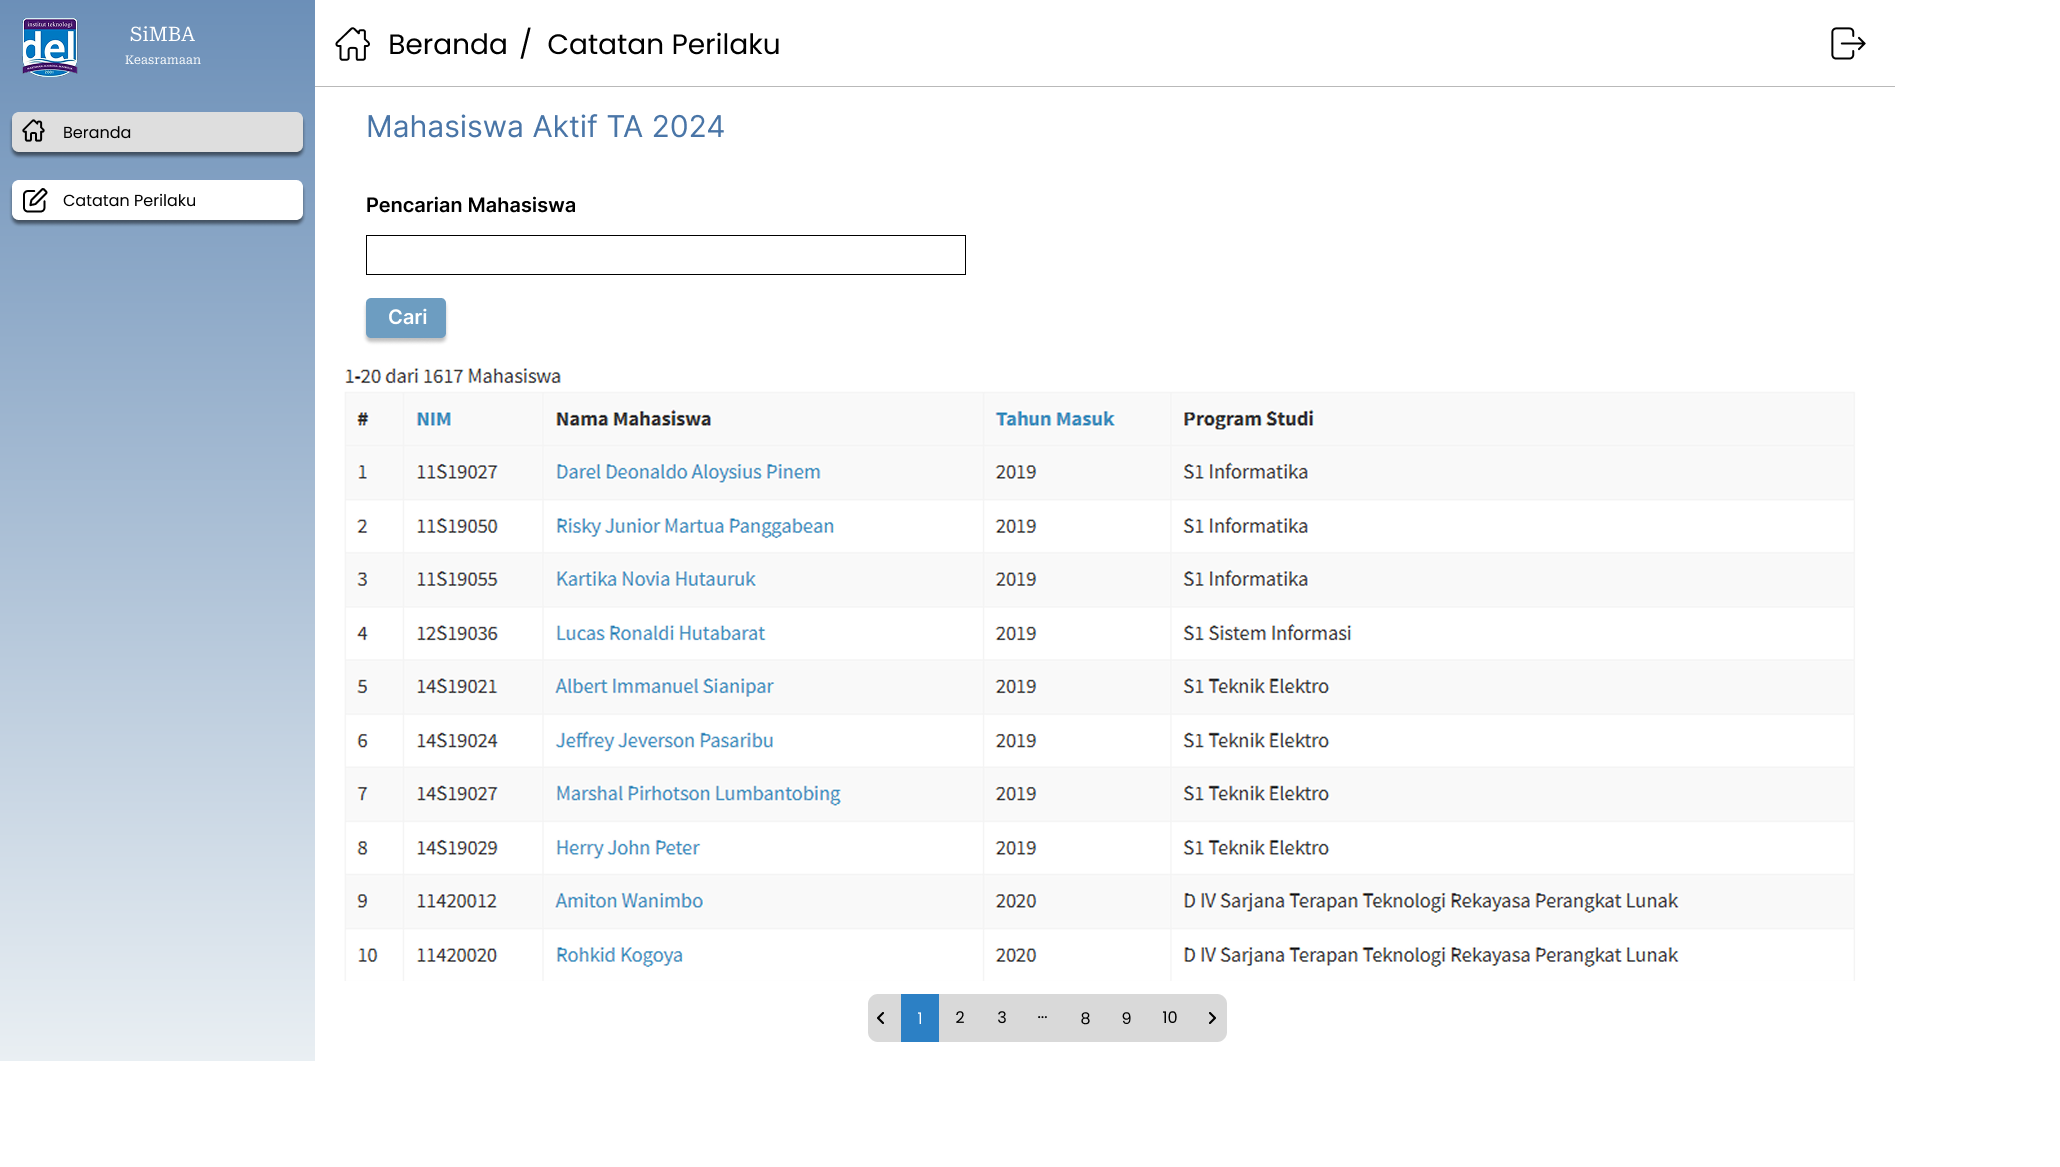 institut teknologi
del
SiMBA
Keasramaan
Beranda
Catatan Perilaku
Beranda / Catatan Perilaku
Mahasiswa Aktif TA 2024
Pencarian Mahasiswa
Cari
1-20 dari 1617 Mahasiswa
# NIM Nama Mahasiswa Tahun Masuk Program Studi
1 11S19027 Darel Deonaldo Aloysius Pinem 2019 S1 Informatika
2 11S19050 Risky Junior Martua Panggabean 2019 S1 Informatika
3 11S19055 Kartika Novia Hutauruk 2019 S1 Informatika
4 12S19036 Lucas Ronaldi Hutabarat 2019 S1 Sistem Informasi
5 14S19021 Albert Immanuel Sianipar 2019 S1 Teknik Elektro
6 14S19024 Jeffrey Jeverson Pasaribu 2019 S1 Teknik Elektro
7 14S19027 Marshal Pirhotson Lumbantobing 2019 S1 Teknik Elektro
8 14S19029 Herry John Peter 2019 S1 Teknik Elektro
9 11420012 Amiton Wanimbo 2020 D IV Sarjana Terapan Teknologi Rekayasa Perangkat Lunak
10 11420020 Rohkid Kogoya 2020 D IV Sarjana Terapan Teknologi Rekayasa Perangkat Lunak
1 2 3 ... 8 9 10